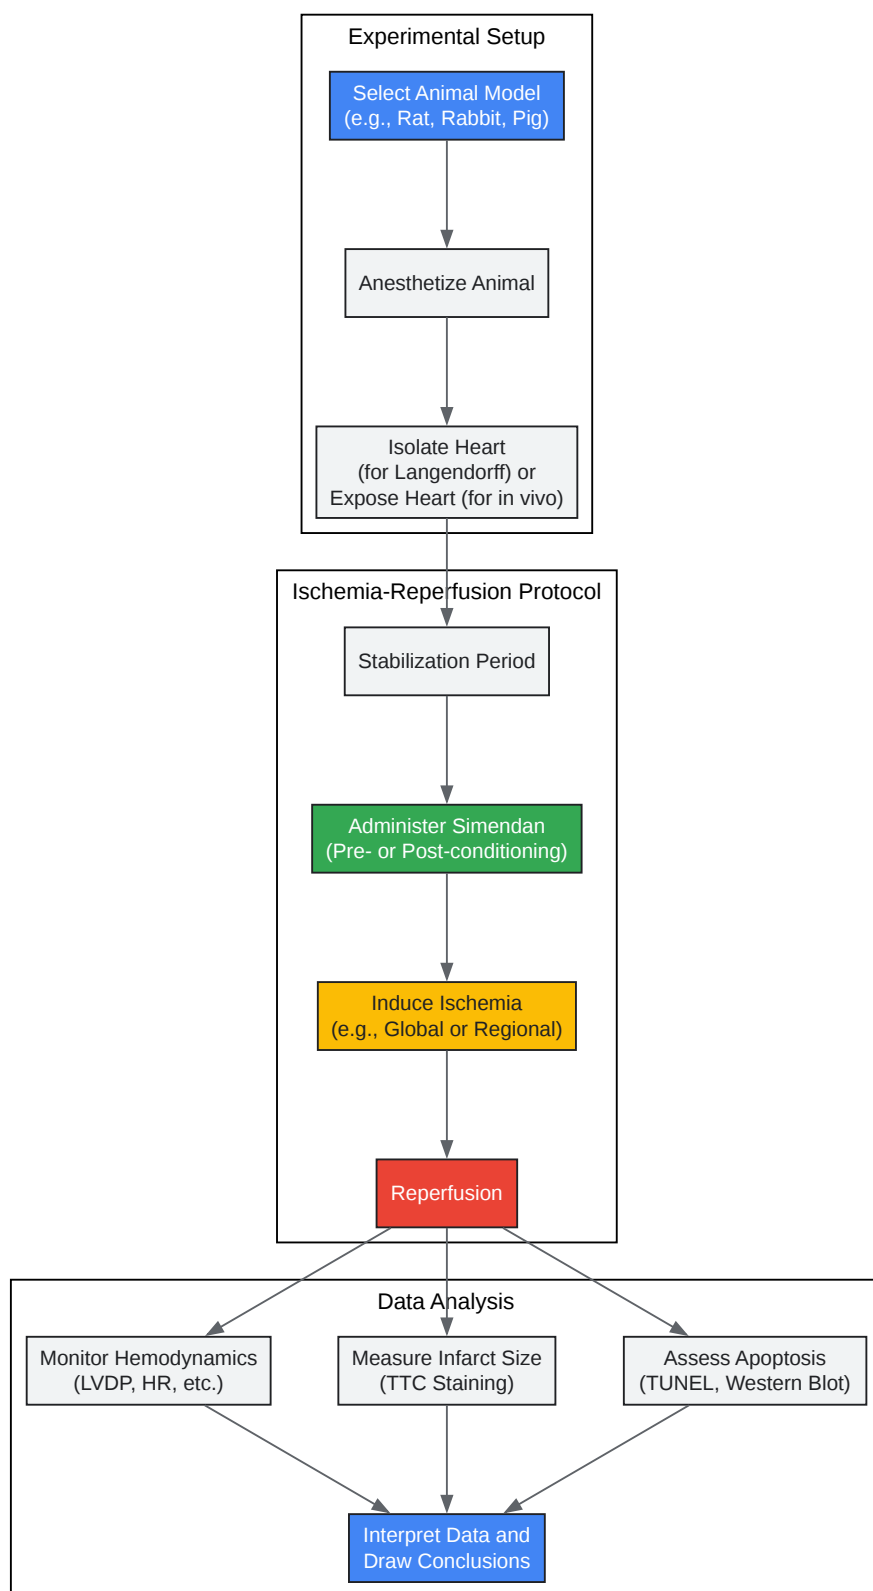 Experimental Setup
Select Animal Model
(e.g., Rat, Rabbit, Pig)
Anesthetize Animal
Isolate Heart
(for Langendorff) or
Expose Heart (for in vivo)
Ischemia-Reperfusion Protocol
Stabilization Period
Administer Simendan
(Pre- or Post-conditioning)
Induce Ischemia
(e.g., Global or Regional)
Reperfusion
Data Analysis
Monitor Hemodynamics
(LVDP, HR, etc.)
Measure Infarct Size
(TTC Staining)
Assess Apoptosis
(TUNEL, Western Blot)
Interpret Data and
Draw Conclusions